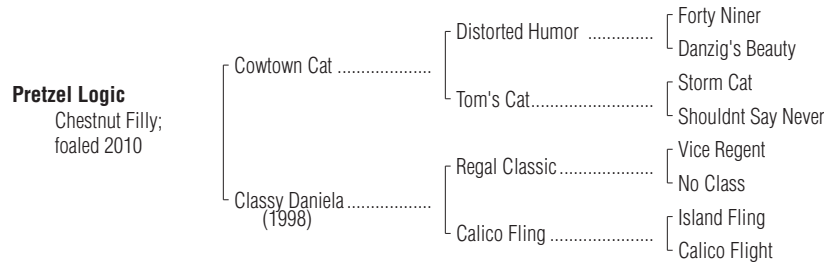 Forty Niner
Distorted Humor ..............
Danzig's Beauty
Cowtown Cat ....................
Storm Cat
Tom's Cat..........................
Shouldnt Say Never
Pretzel Logic
Chestnut Filly;
foaled 2010
Vice Regent
Regal Classic....................
No Class
Classy Daniela..................
(1998)
Island Fling
Calico Fling ......................
Calico Flight